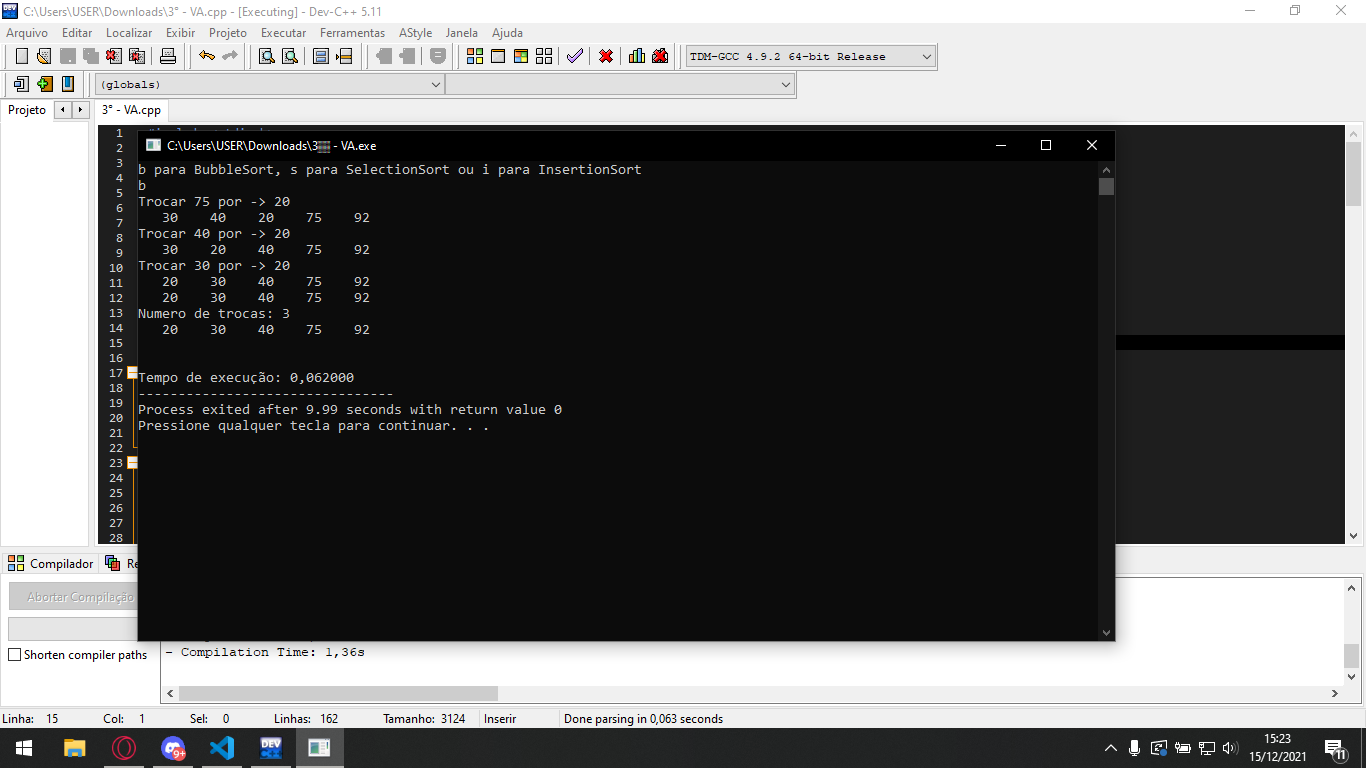 C:\Users\USER\Downloads\3° - VA.cpp - [Executing] - Dev-C++ 5.11
Arquivo Editar Localizar Exibir Projeto Executar Ferramentas AStyle Janela Ajuda
TDM-GCC 4.9.2 64-bit Release
(globals)
Projeto 3° - VA.cpp
1
2
3
4
5
6
7
8
9
10
11
12
13
14
15
16
17
18
19
20
21
22
23
24
25
26
27
28
C:\Users\USER\Downloads\3 - VA.exe
b para BubbleSort, s para SelectionSort ou i para InsertionSort
b
Trocar 75 por -> 20
30 40 20 75 92
Trocar 40 por -> 20
30 20 40 75 92
Trocar 30 por -> 20
20 30 40 75 92
20 30 40 75 92
Numero de trocas: 3
20 30 40 75 92
Tempo de execução: 0,062000
--------------------------------
Process exited after 9.99 seconds with return value 0
Pressione qualquer tecla para continuar. . .
Compilador Re
Abortar Compilação
Shorten compiler paths
- Compilation Time: 1,36s
Linha: 15 Col: 1 Sel: 0 Linhas: 162 Tamanho: 3124 Inserir Done parsing in 0,063 seconds
9+
DEV
15:23
15/12/2021
11